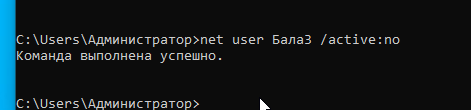 C:\Users\Администратор>net user Бала3 /active:no
Команда выполнена успешно.
C:\Users\Администратор>